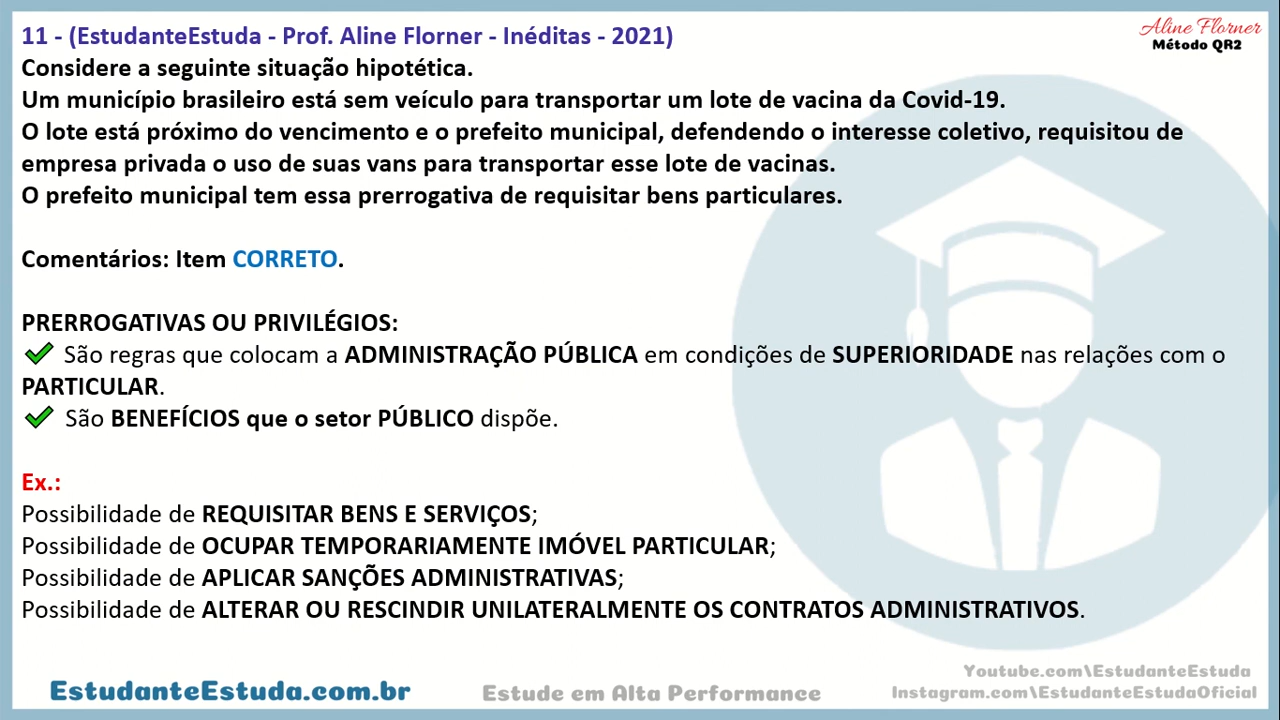 11 - (EstudanteEstuda - Prof. Aline Florner - Inéditas - 2021)
Aline Florner
Método QR2
Considere a seguinte situação hipotética.
Um município brasileiro está sem veículo para transportar um lote de vacina da Covid-19.
O lote está próximo do vencimento e o prefeito municipal, defendendo o interesse coletivo, requisitou de
empresa privada o uso de suas vans para transportar esse lote de vacinas.
O prefeito municipal tem essa prerrogativa de requisitar bens particulares.
Comentários: Item CORRETO.
PRERROGATIVAS OU PRIVILÉGIOS:
São regras que colocam a ADMINISTRAÇÃO PÚBLICA em condições de SUPERIORIDADE nas relações com o
PARTICULAR.
São BENEFÍCIOS que o setor PÚBLICO dispõe.
Ex.:
Possibilidade de REQUISITAR BENS E SERVIÇOS;
Possibilidade de OCUPAR TEMPORARIAMENTE IMÓVEL PARTICULAR;
Possibilidade de APLICAR SANÇÕES ADMINISTRATIVAS;
Possibilidade de ALTERAR OU RESCINDIR UNILATERALMENTE OS CONTRATOS ADMINISTRATIVOS.
EstudanteEstuda.com.br
Estude em Alta Performance
Youtube.com\EstudanteEstuda
Instagram.com\EstudanteEstudaOficial